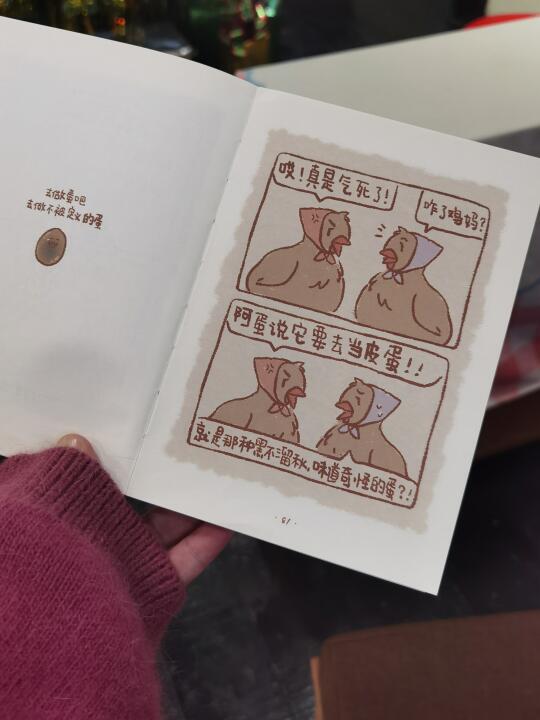 去做蛋吧
去做不被定义的蛋
哎！真是气死了！
咋了鸡妈？
阿蛋说它要去当皮蛋！！
就是那种黑不溜秋，味道奇怪的蛋？！